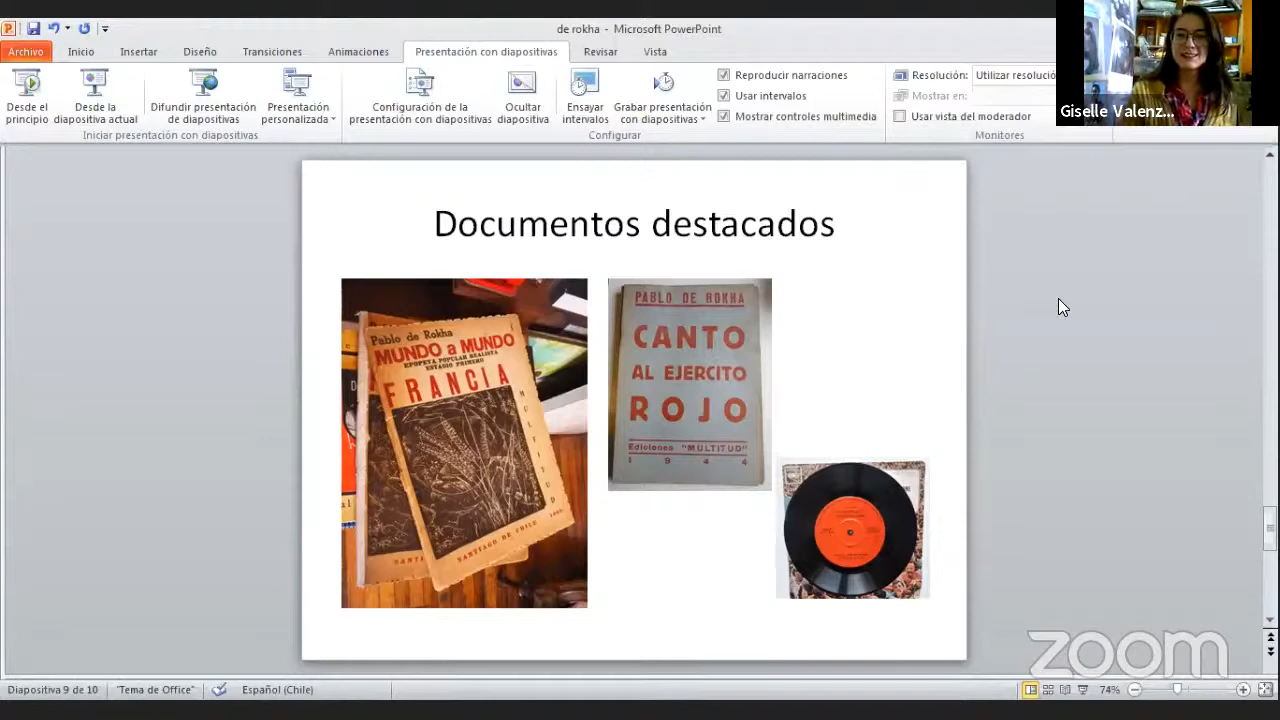 de rokha - Microsoft PowerPoint
Archivo Inicio Insertar Diseño Transiciones Animaciones Presentación con diapositivas Revisar Vista
Desde el principio
Desde la diapositiva actual
Difundir presentación de diapositivas
Presentación personalizada
Iniciar presentación con diapositivas
Configuración de la presentación con diapositivas
Ocultar diapositiva
Ensayar intervalos
Grabar presentación con diapositivas
Reproducir narraciones
Usar intervalos
Mostrar controles multimedia
Configurar
Resolución: Utilizar resolució
Mostrar en:
Usar vista del moderador
Monitores
Giselle Valenz...
Documentos destacados
Pablo de Rokha
MUNDO a MUNDO
EPOPEYA POPULAR REALISTA
ESTADIO PRIMERO
FRANCIA
MULTITUD
SANTIAGO DE CHILE
PABLO DE ROKHA
CANTO
AL EJERCITO
ROJO
Ediciones "MULTITUD"
1944
zoom
Diapositiva 9 de 10 "Tema de Office" Español (Chile) 74%